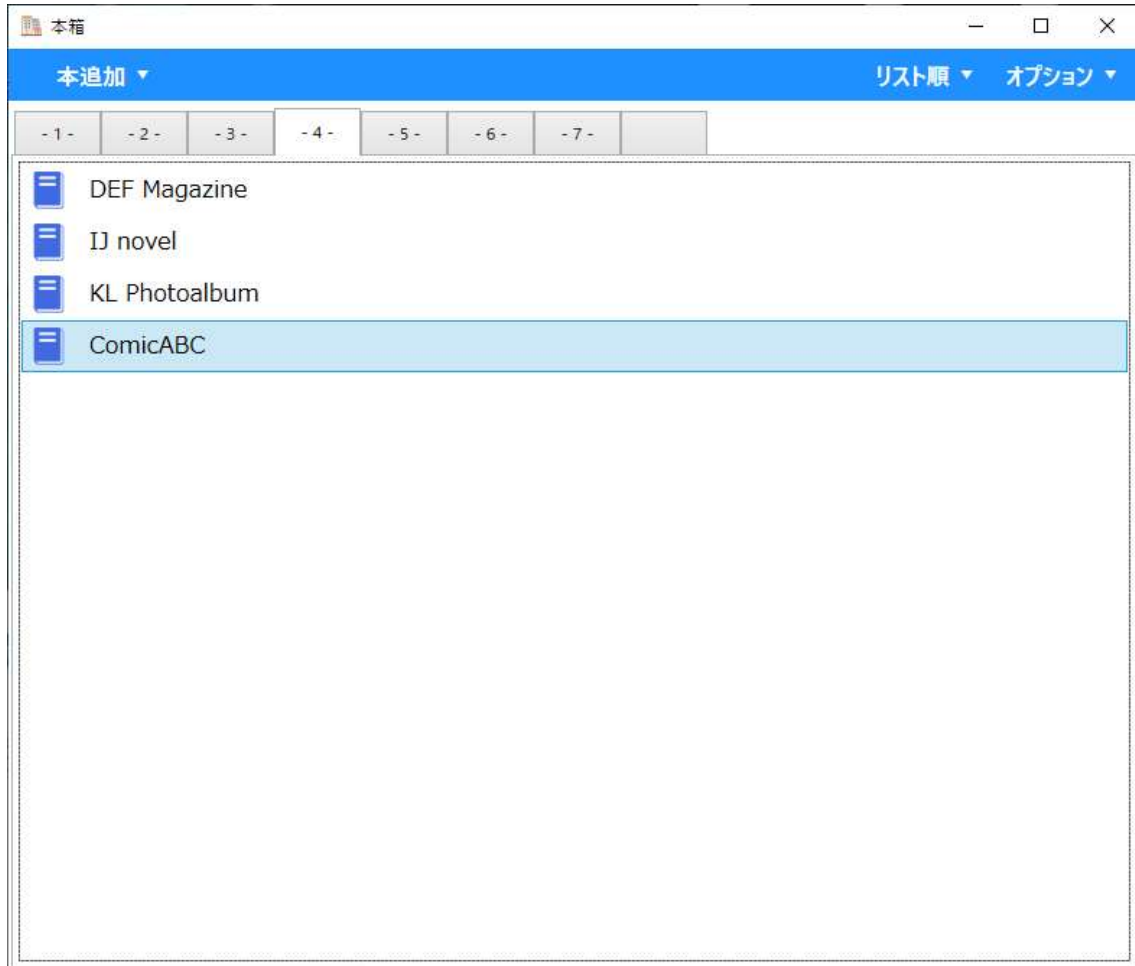 本箱
本追加 ▼ リスト順 ▼ オプション ▼
- 1 - - 2 - - 3 - - 4 - - 5 - - 6 - - 7 -
DEF Magazine
IJ novel
KL Photoalbum
ComicABC